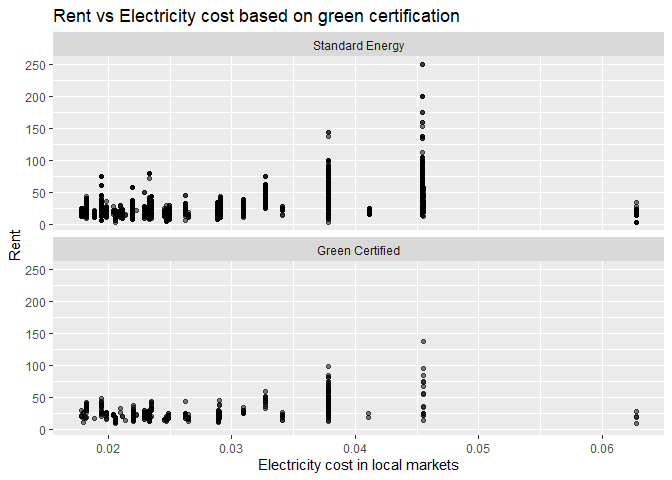 Rent vs Electricity cost based on green certification
Standard Energy
250
200
150
100
50
0
Rent
Green Certified
250
200
150
100
50
0
0.02 0.03 0.04 0.05 0.06
Electricity cost in local markets